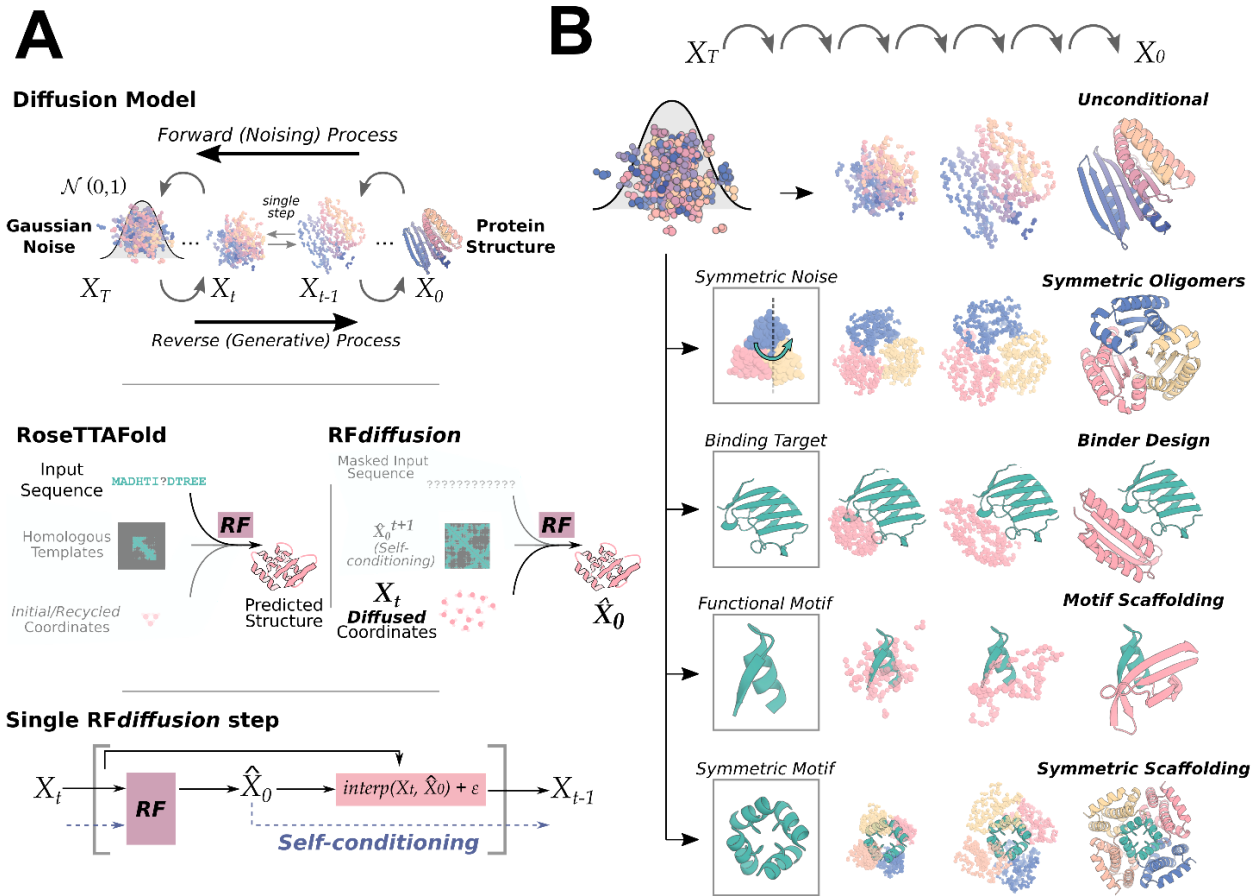 A
Diffusion Model
Forward (Noising) Process
𝒩 (0,1)
Gaussian
Noise
single
step
...
...
Protein
Structure
X_T
X_t
X_{t-1}
X_0
Reverse (Generative) Process
RoseTTAFold
Input
Sequence
MADHTI?DTREE
Homologous
Templates
RF
Initial/Recycled
Coordinates
Predicted
Structure
RFdiffusion
Masked Input
Sequence
????????????
X̂_0^{t+1}
(Self-
conditioning)
RF
X_t
Diffused
Coordinates
X̂_0
Single RFdiffusion step
X_t
RF
X̂_0
interp(X_t, X̂_0) + ε
X_{t-1}
Self-conditioning
B
X_T
X_0
Unconditional
Symmetric Noise
Symmetric Oligomers
Binding Target
Binder Design
Functional Motif
Motif Scaffolding
Symmetric Motif
Symmetric Scaffolding